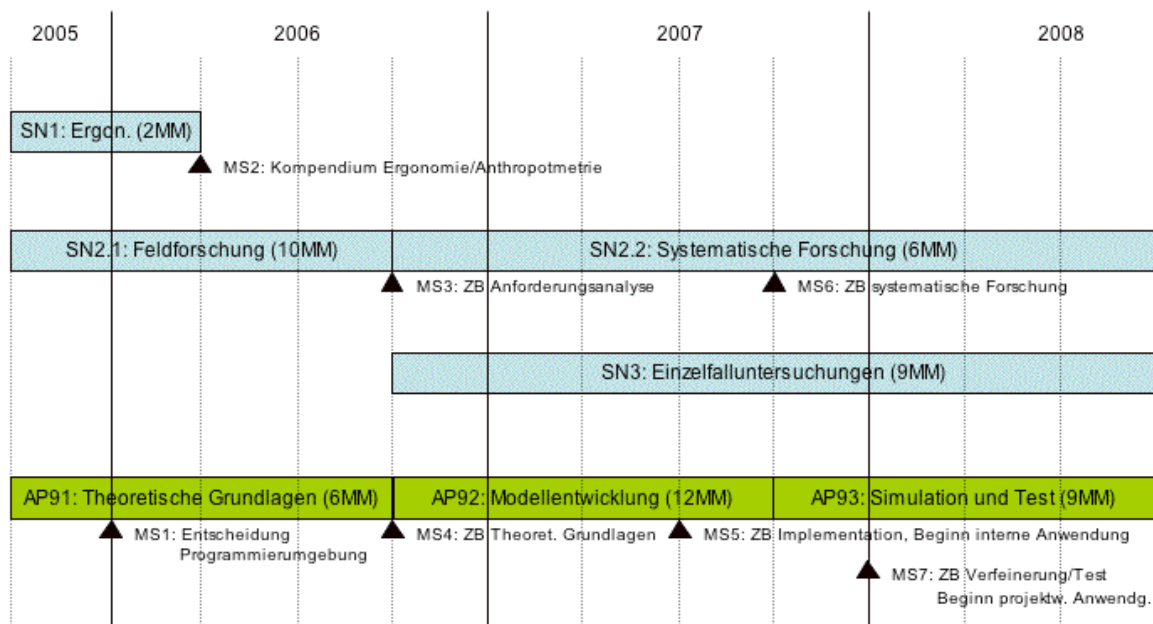 2005 2006 2007 2008
SN1: Ergon. (2MM)
MS2: Kompendium Ergonomie/Anthropotmetrie
SN2.1: Feldforschung (10MM) SN2.2: Systematische Forschung (6MM)
MS3: ZB Anforderungsanalyse MS6: ZB systematische Forschung
SN3: Einzelfalluntersuchungen (9MM)
AP91: Theoretische Grundlagen (6MM) AP92: Modellentwicklung (12MM) AP93: Simulation und Test (9MM)
MS1: Entscheidung MS4: ZB Theoret. Grundlagen MS5: ZB Implementation, Beginn interne Anwendung
Programmierumgebung
MS7: ZB Verfeinerung/Test
Beginn projektw. Anwendg.